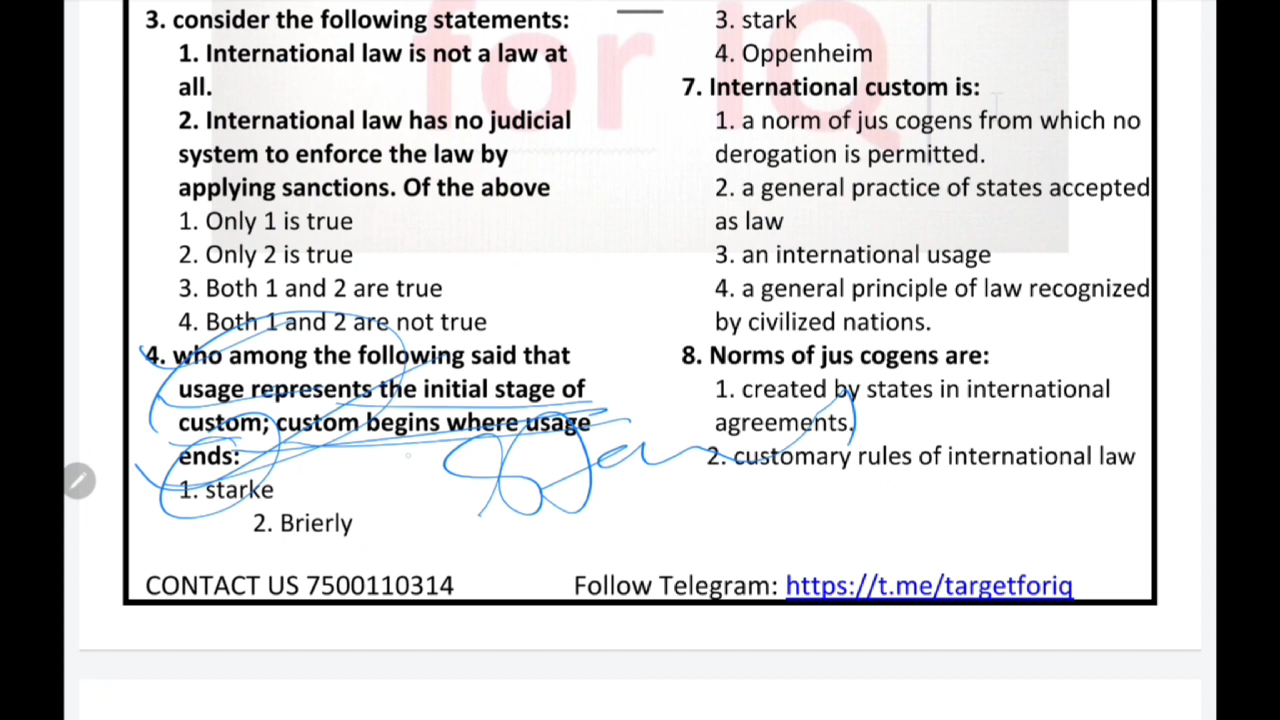 3. consider the following statements:
1. International law is not a law at
all.
2. International law has no judicial
system to enforce the law by
applying sanctions. Of the above
1. Only 1 is true
2. Only 2 is true
3. Both 1 and 2 are true
4. Both 1 and 2 are not true
4. who among the following said that
usage represents the initial stage of
custom; custom begins where usage
ends:
1. starke
2. Brierly
3. stark
4. Oppenheim
7. International custom is:
1. a norm of jus cogens from which no
derogation is permitted.
2. a general practice of states accepted
as law
3. an international usage
4. a general principle of law recognized
by civilized nations.
8. Norms of jus cogens are:
1. created by states in international
agreements.
2. customary rules of international law
CONTACT US 7500110314 Follow Telegram: https://t.me/targetforiq
for IQ